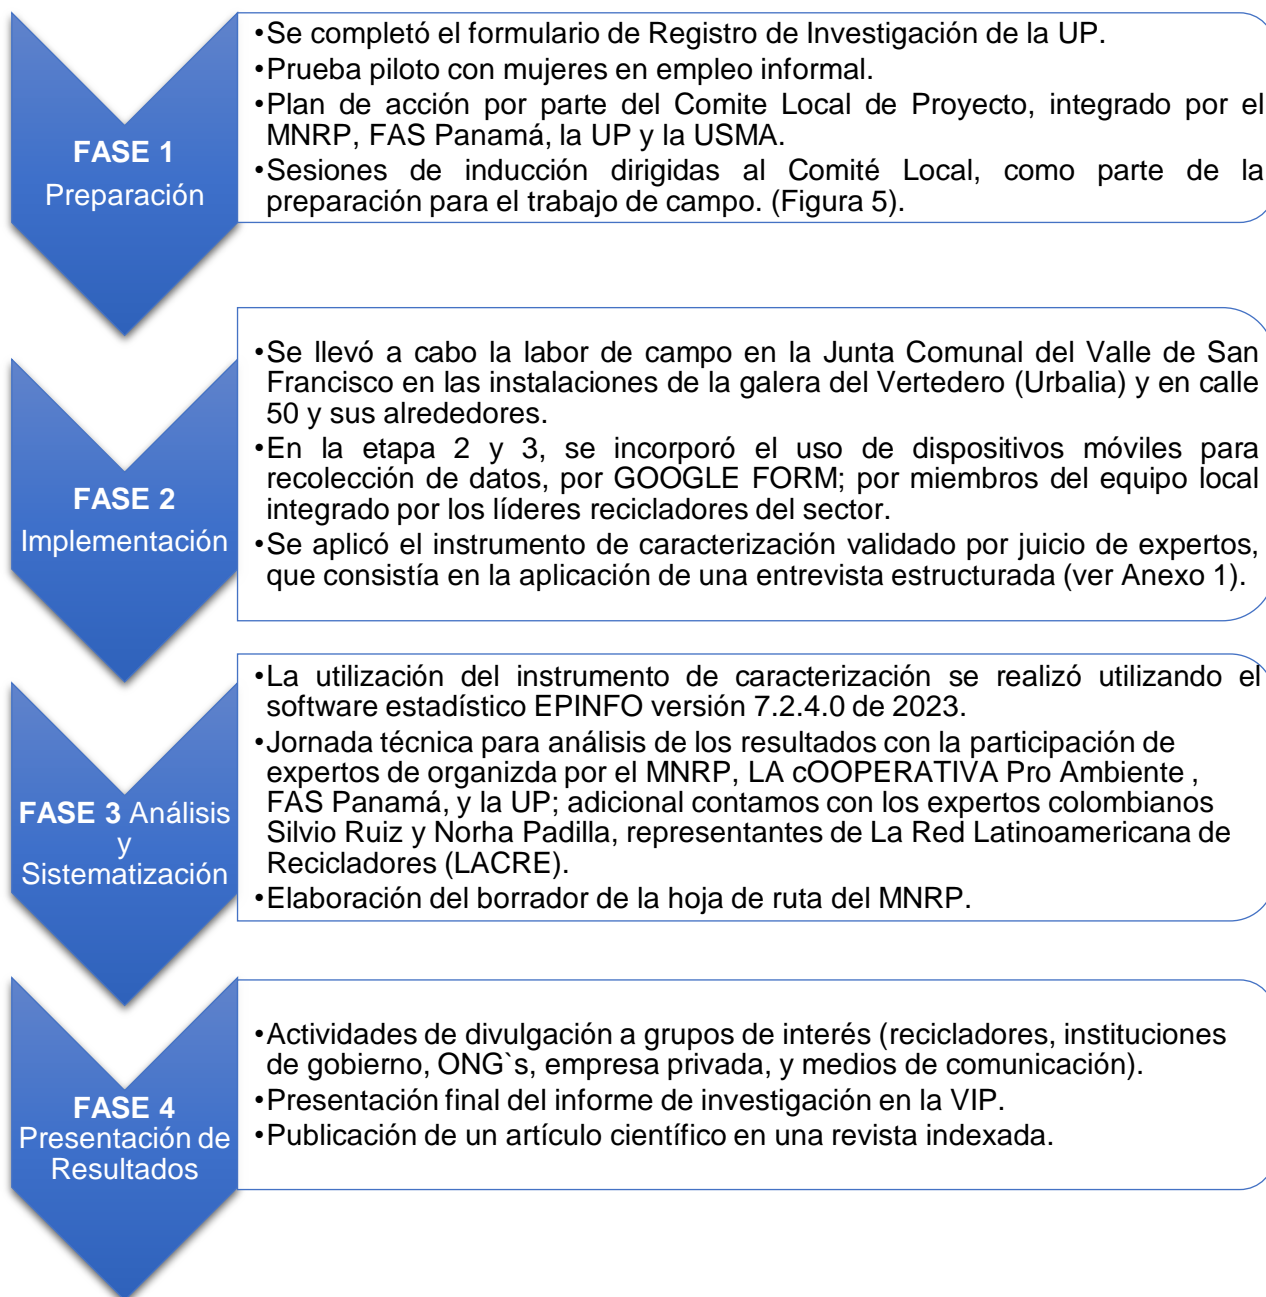 FASE 1
Preparación
•Se completó el formulario de Registro de Investigación de la UP.
•Prueba piloto con mujeres en empleo informal.
•Plan de acción por parte del Comite Local de Proyecto, integrado por el
MNRP, FAS Panamá, la UP y la USMA.
•Sesiones de inducción dirigidas al Comité Local, como parte de la
preparación para el trabajo de campo. (Figura 5).
FASE 2
Implementación
•Se llevó a cabo la labor de campo en la Junta Comunal del Valle de San
Francisco en las instalaciones de la galera del Vertedero (Urbalia) y en calle
50 y sus alrededores.
•En la etapa 2 y 3, se incorporó el uso de dispositivos móviles para
recolección de datos, por GOOGLE FORM; por miembros del equipo local
integrado por los líderes recicladores del sector.
•Se aplicó el instrumento de caracterización validado por juicio de expertos,
que consistía en la aplicación de una entrevista estructurada (ver Anexo 1).
FASE 3 Análisis
y
Sistematización
•La utilización del instrumento de caracterización se realizó utilizando el
software estadístico EPINFO versión 7.2.4.0 de 2023.
•Jornada técnica para análisis de los resultados con la participación de
expertos de organizda por el MNRP, LA cOOPERATIVA Pro Ambiente ,
FAS Panamá, y la UP; adicional contamos con los expertos colombianos
Silvio Ruiz y Norha Padilla, representantes de La Red Latinoamericana de
Recicladores (LACRE).
•Elaboración del borrador de la hoja de ruta del MNRP.
FASE 4
Presentación de
Resultados
•Actividades de divulgación a grupos de interés (recicladores, instituciones
de gobierno, ONG`s, empresa privada, y medios de comunicación).
•Presentación final del informe de investigación en la VIP.
•Publicación de un artículo científico en una revista indexada.